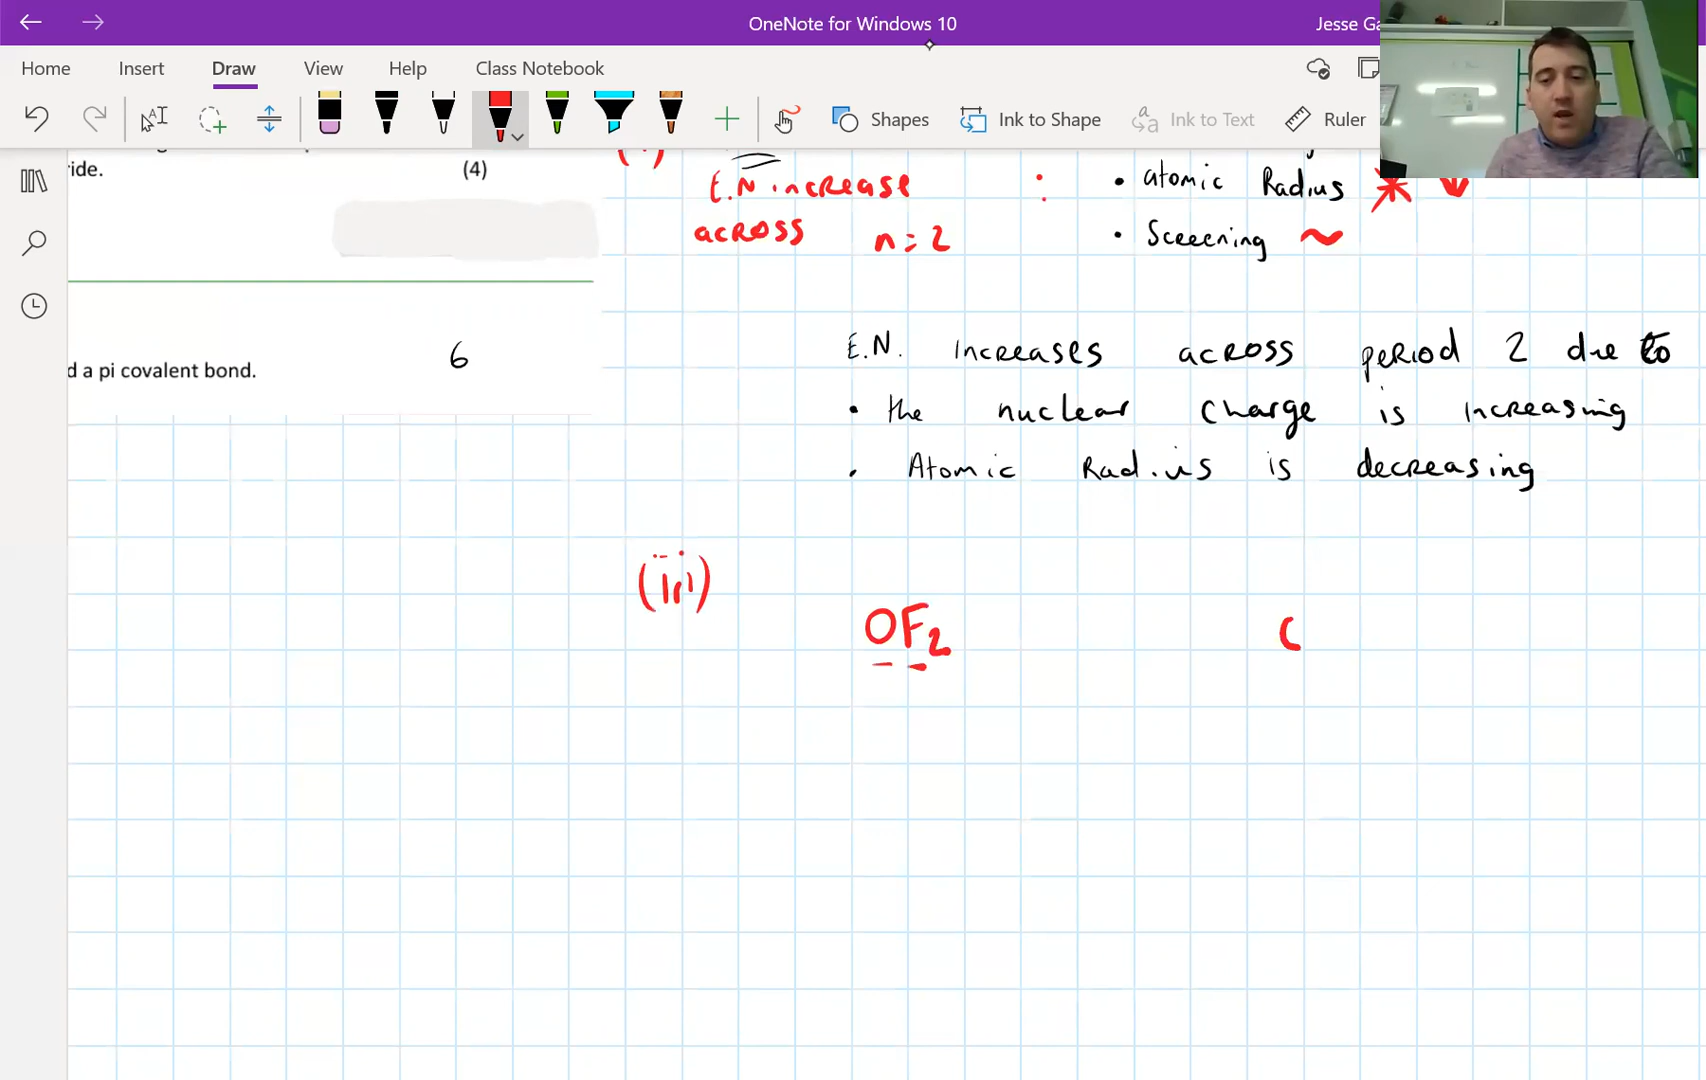 OneNote for Windows 10
Jesse Ga
Home Insert Draw View Help Class Notebook
Shapes Ink to Shape Ink to Text Ruler
ride. (4)
E.N increase
across n = 2
• atomic Radius
• Screening
6
d a pi covalent bond.
E.N. increases across period 2 due to
• the nuclear charge is increasing
• Atomic Radius is decreasing
(iii)
OF2